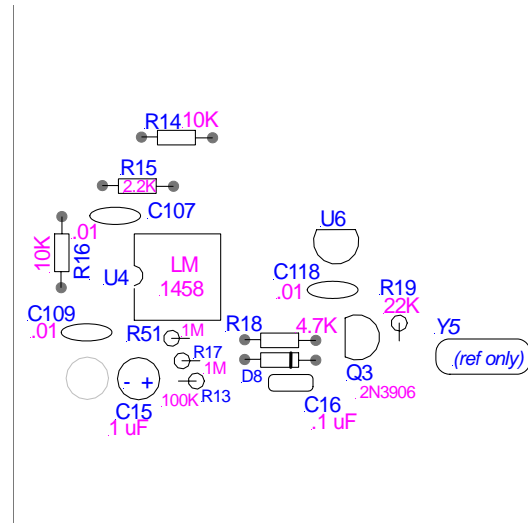 R14 10K
R15
2.2K
C107
.01
10K
R16
U4
LM
1458
U6
C118
.01
R19
22K
C109
.01
R51
1M
R17
1M
R13
100K
- +
C15
.1 uF
R18
4.7K
D8
C16
.1 uF
Q3
2N3906
Y5
(ref only)